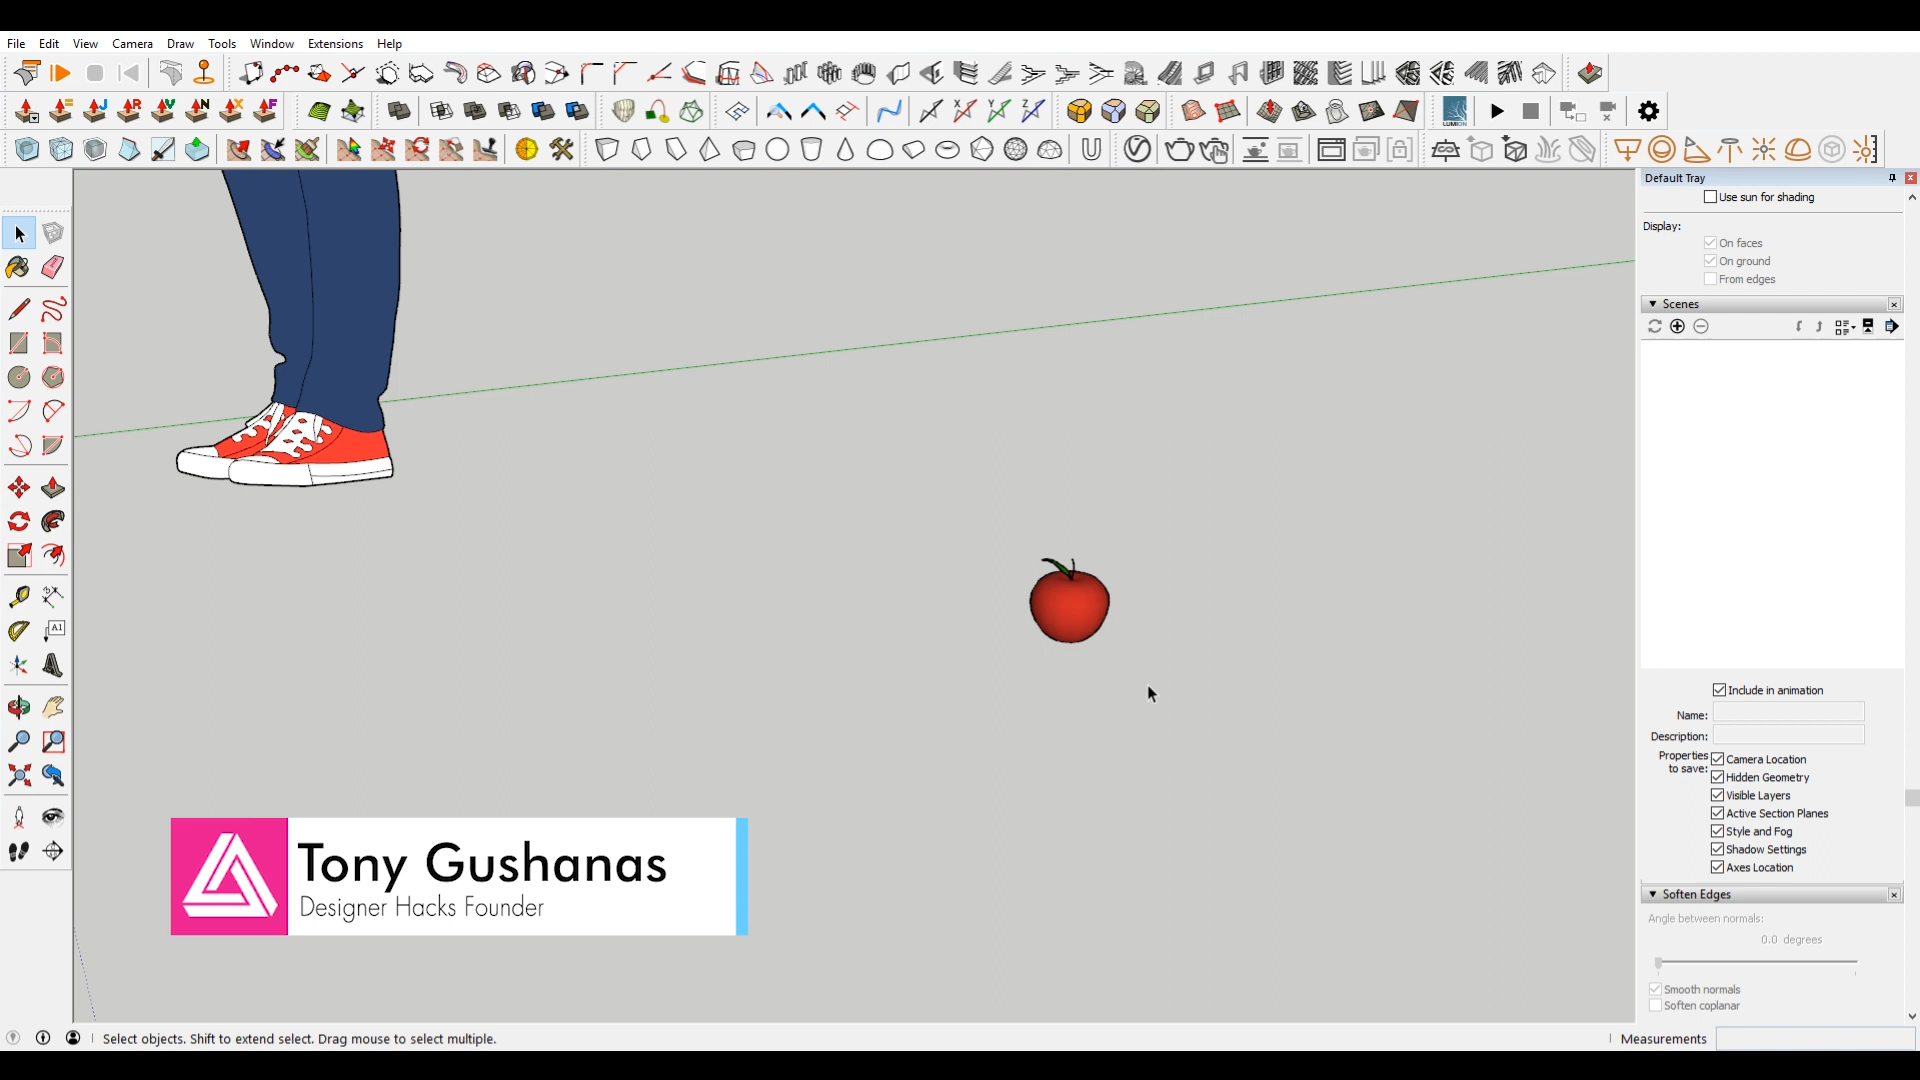 File Edit View Camera Draw Tools Window Extensions Help
LUMION
Default Tray
Use sun for shading
Display:
On faces
On ground
From edges
Scenes
Include in animation
Name:
Description:
Properties to save:
Camera Location
Hidden Geometry
Visible Layers
Active Section Planes
Style and Fog
Shadow Settings
Axes Location
Soften Edges
Angle between normals:
0.0 degrees
Smooth normals
Soften coplanar
Tony Gushanas
Designer Hacks Founder
Select objects. Shift to extend select. Drag mouse to select multiple.
Measurements